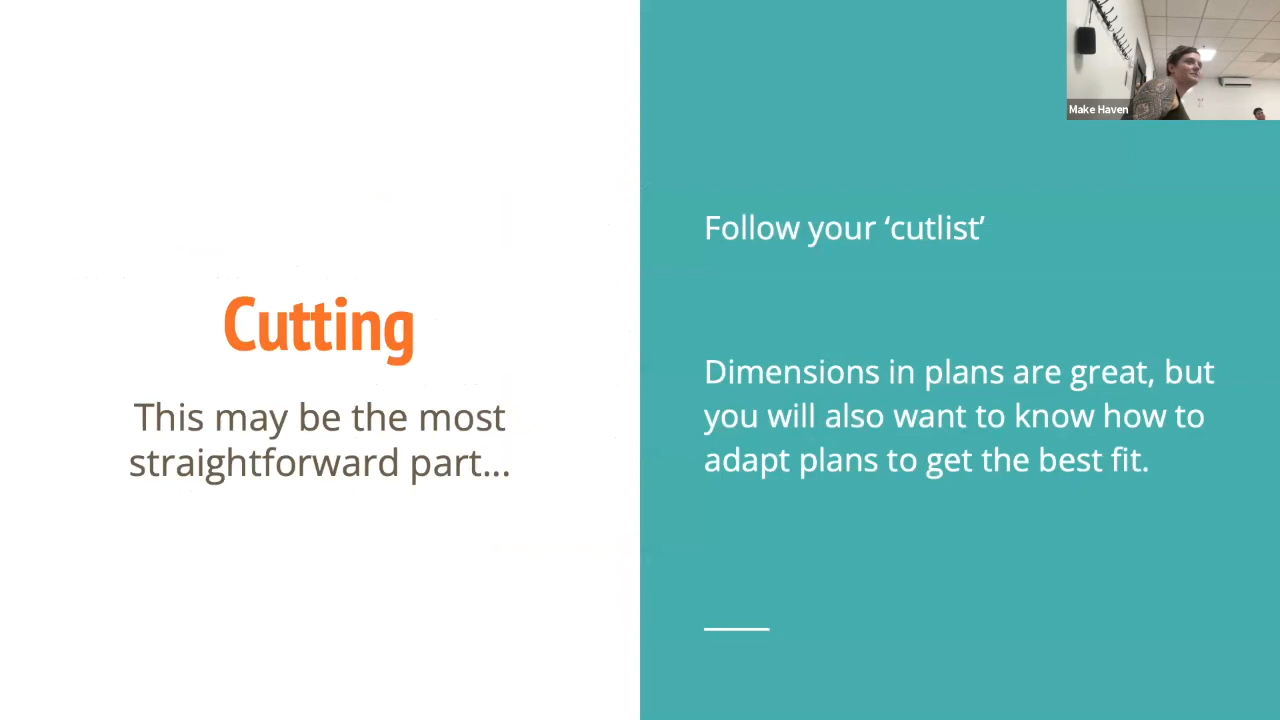 Cutting
This may be the most
straightforward part...
Follow your ‘cutlist’
Dimensions in plans are great, but
you will also want to know how to
adapt plans to get the best fit.
Make Haven